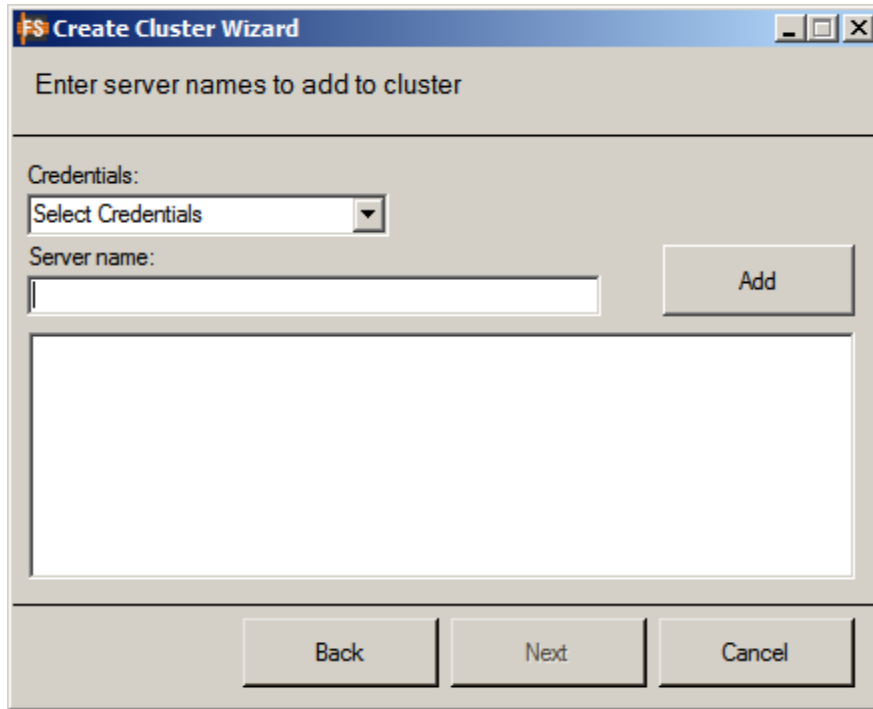 FS Create Cluster Wizard
Enter server names to add to cluster
Credentials:
Select Credentials
Server name:
Add
Back Next Cancel